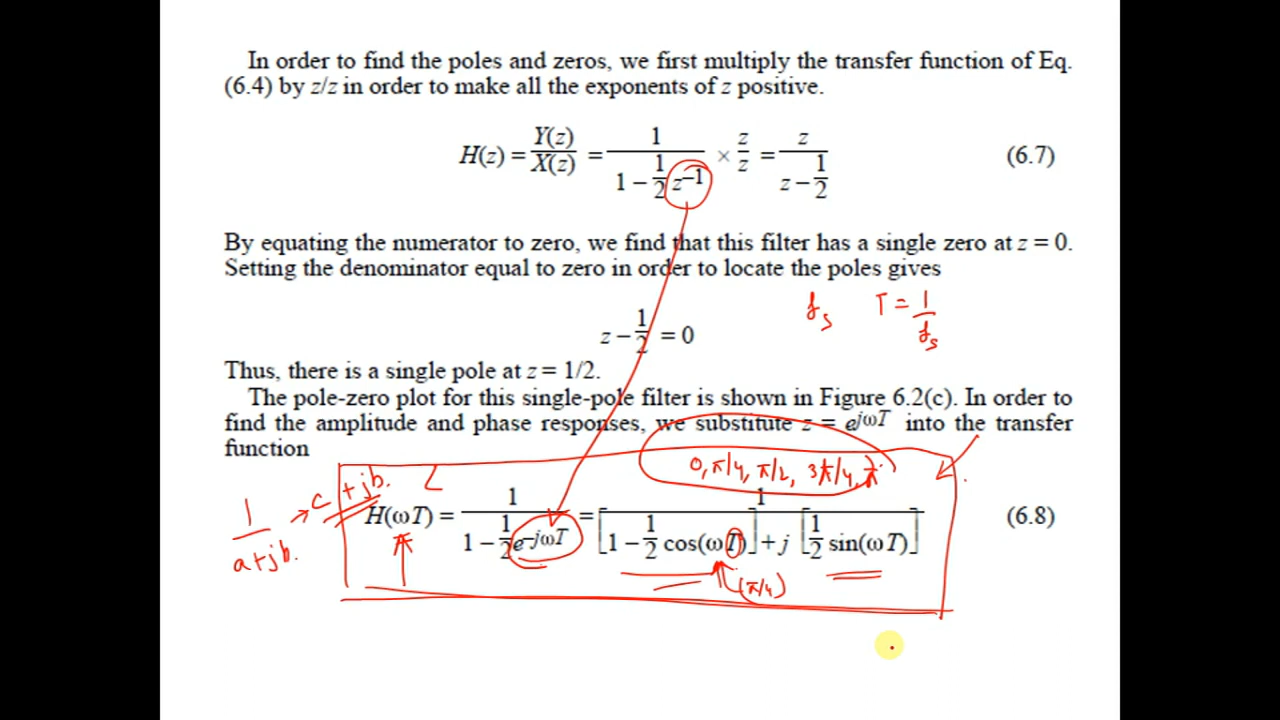 In order to find the poles and zeros, we first multiply the transfer function of Eq.
(6.4) by z/z in order to make all the exponents of z positive.
H(z) = Y(z)/X(z) = 1/(1 − 1/2 z⁻¹) × z/z = z/(z − 1/2) (6.7)
By equating the numerator to zero, we find that this filter has a single zero at z = 0.
Setting the denominator equal to zero in order to locate the poles gives
fs T = 1/fs
z − 1/2 = 0
Thus, there is a single pole at z = 1/2.
The pole-zero plot for this single-pole filter is shown in Figure 6.2(c). In order to
find the amplitude and phase responses, we substitute z = e^jωT into the transfer
function
0, π/4, π/2, 3π/4, π
1/(a+jb) → c+jb.
H(ωT) = 1/(1 − 1/2 e^−jωT) = 1/([1 − 1/2 cos(ωT)] + j [1/2 sin(ωT)]) (6.8)
(π/4)